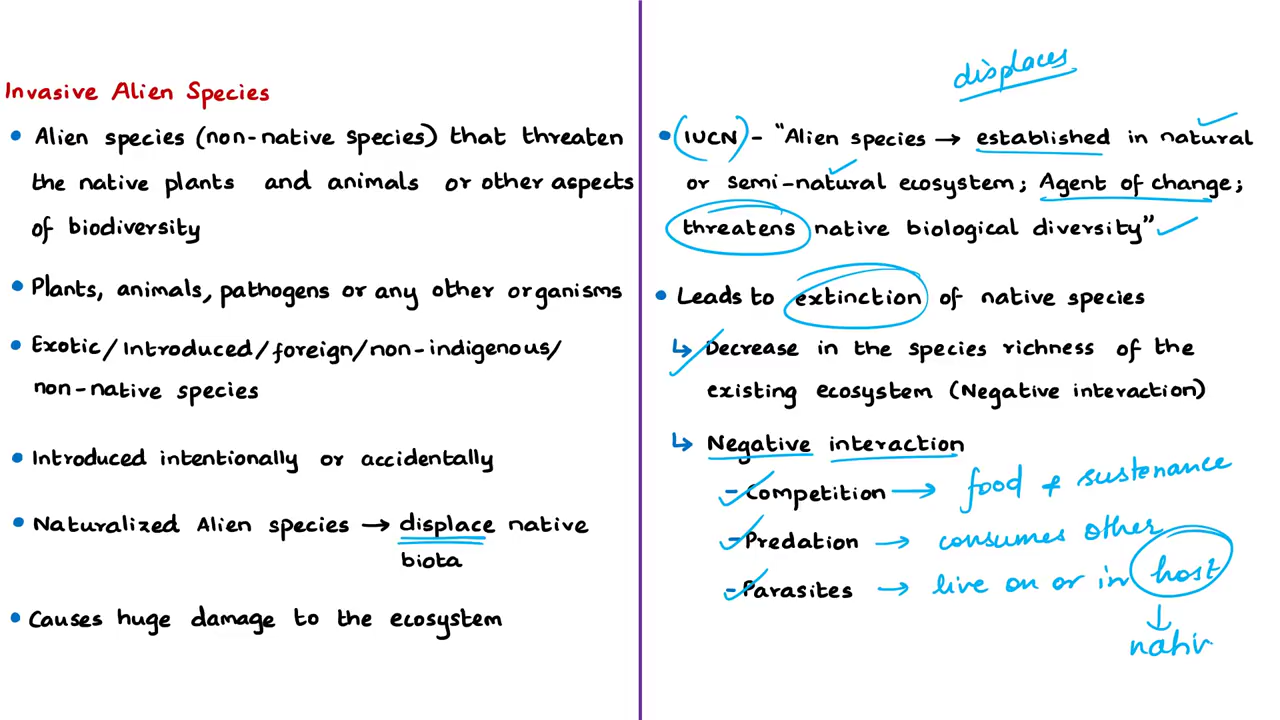 Invasive Alien Species
• Alien species (non-native species) that threaten
the native plants and animals or other aspects
of biodiversity
• Plants, animals, pathogens or any other organisms
• Exotic/Introduced/foreign/non-indigenous/
non-native species
• Introduced intentionally or accidentally
• Naturalized Alien species → displace native
biota
• Causes huge damage to the ecosystem
displaces
• (IUCN) - "Alien species → established in natural
or semi-natural ecosystem; Agent of change;
threatens native biological diversity"
• Leads to extinction of native species
↳ Decrease in the species richness of the
existing ecosystem (Negative interaction)
↳ Negative interaction
- Competition → food & sustenance
- Predation → consumes other
- Parasites → live on or in host
↓
nativ